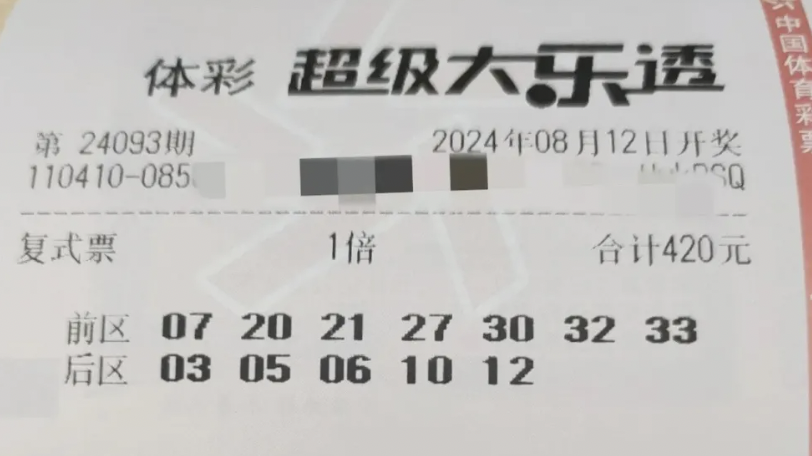 体彩 超级大乐透
第 24093期 2024年08月12日开奖
110410-085
复式票 1倍 合计420元
前区 07 20 21 27 30 32 33
后区 03 05 06 10 12
中国体育彩票